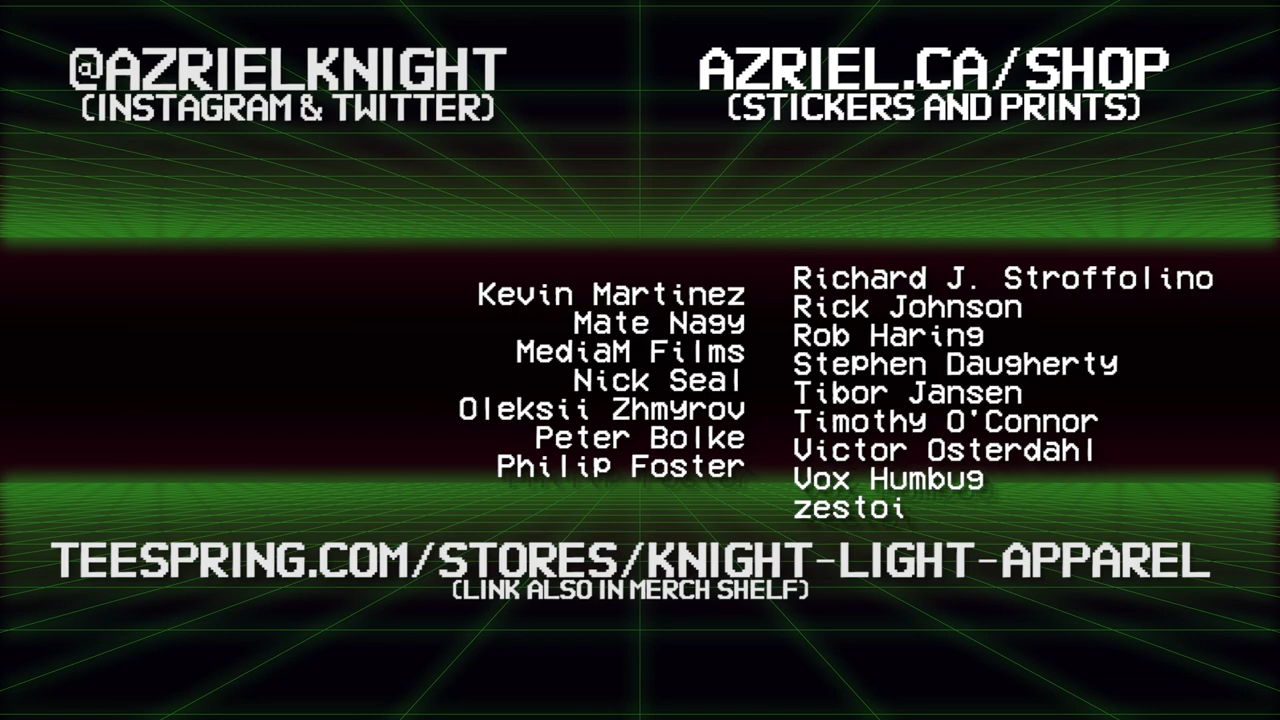 @AZRIELKNIGHT
(INSTAGRAM & TWITTER)
AZRIEL.CA/SHOP
(STICKERS AND PRINTS)
Kevin Martinez
Mate Nagy
MediaM Films
Nick Seal
Oleksii Zhmyrov
Peter Bolke
Philip Foster
Richard J. Stroffolino
Rick Johnson
Rob Haring
Stephen Daugherty
Tibor Jansen
Timothy O'Connor
Victor Osterdahl
Vox Humbug
zestoi
TEESPRING.COM/STORES/KNIGHT-LIGHT-APPAREL
(LINK ALSO IN MERCH SHELF)